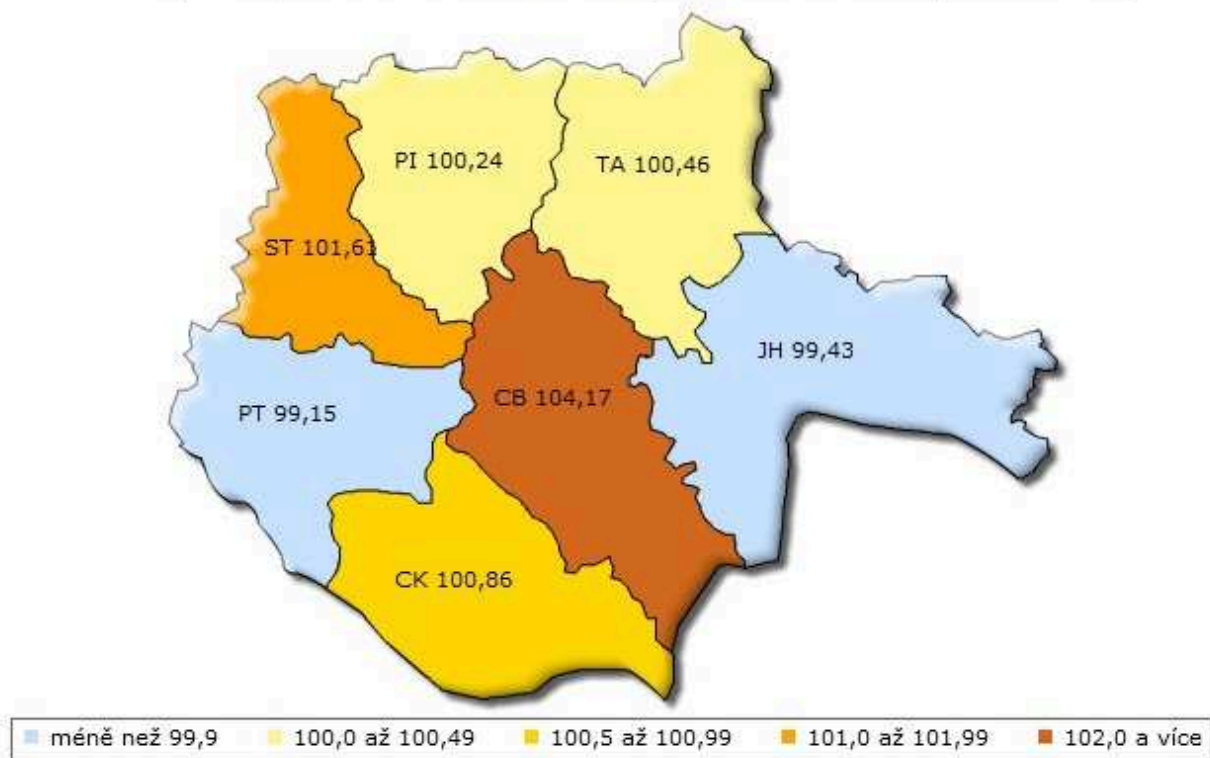 PI 100,24
TA 100,46
ST 101,61
JH 99,43
PT 99,15
CB 104,17
CK 100,86
méně než 99,9 100,0 až 100,49 100,5 až 100,99 101,0 až 101,99 102,0 a více